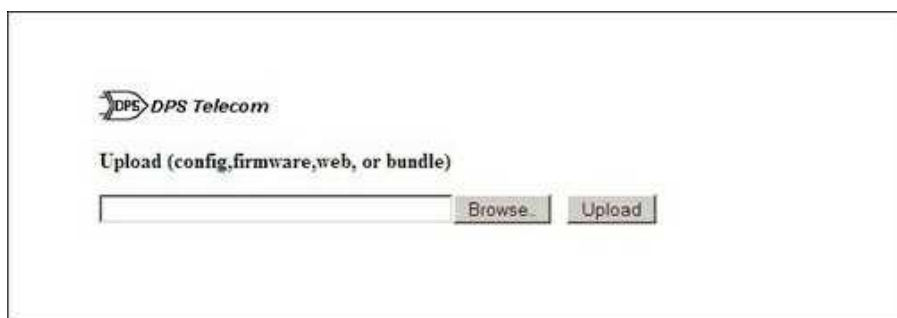 DPS DPS Telecom
Upload (config,firmware,web, or bundle)
Browse.. Upload